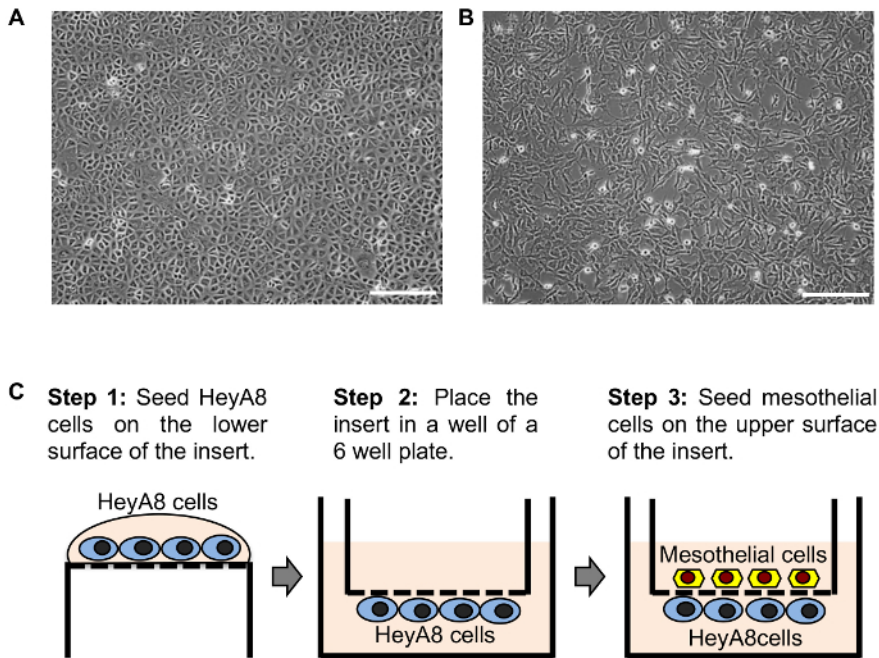 A
B
C
Step 1: Seed HeyA8
cells on the lower
surface of the insert.
Step 2: Place the
insert in a well of a
6 well plate.
Step 3: Seed mesothelial
cells on the upper surface
of the insert.
HeyA8 cells
HeyA8 cells
Mesothelial cells
HeyA8cells